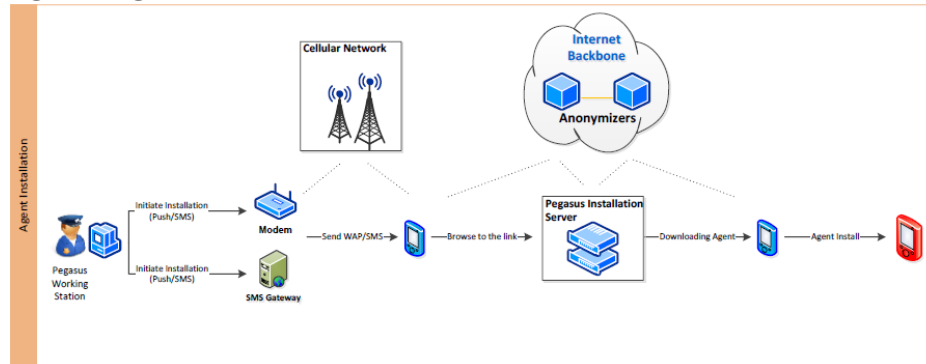 Agent Installation
Cellular Network
Internet
Backbone
Anonymizers
Initiate Installation
(Push/SMS)
Modem
Pegasus
Working
Station
Initiate Installation
(Push/SMS)
SMS Gateway
Send WAP/SMS
Browse to the link
Pegasus Installation
Server
Downloading Agent
Agent Install